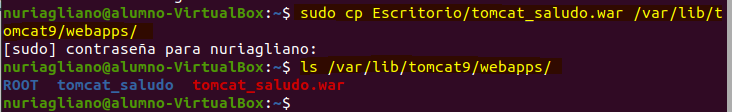 nuriagliano@alumno-VirtualBox:~$ sudo cp Escritorio/tomcat_saludo.war /var/lib/t
omcat9/webapps/
[sudo] contraseña para nuriagliano:
nuriagliano@alumno-VirtualBox:~$ ls /var/lib/tomcat9/webapps/
ROOT  tomcat_saludo  tomcat_saludo.war
nuriagliano@alumno-VirtualBox:~$